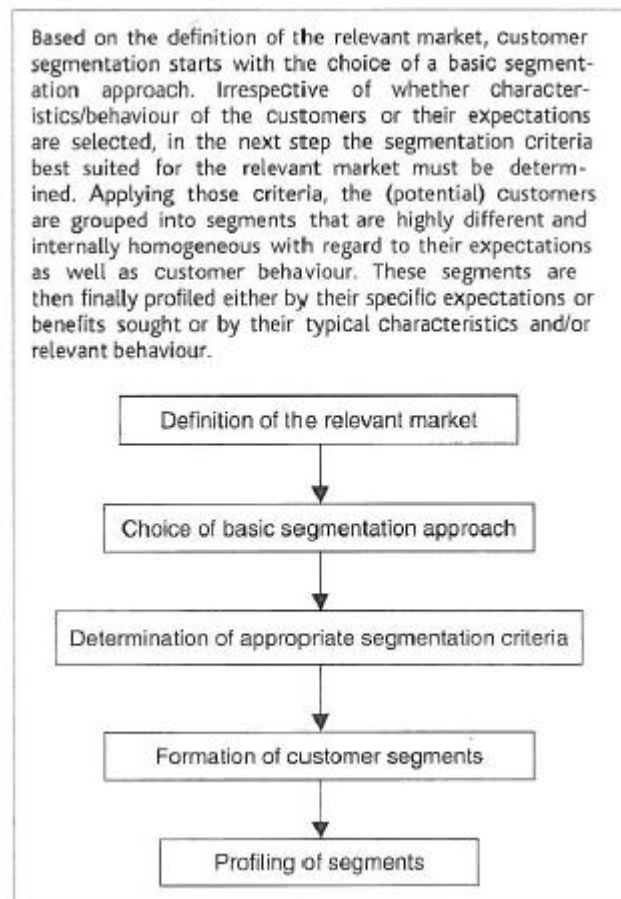 Based on the definition of the relevant market, customer
segmentation starts with the choice of a basic segment-
ation approach. Irrespective of whether character-
istics/behaviour of the customers or their expectations
are selected, in the next step the segmentation criteria
best suited for the relevant market must be determ-
ined. Applying those criteria, the (potential) customers
are grouped into segments that are highly different and
internally homogeneous with regard to their expectations
as well as customer behaviour. These segments are
then finally profiled either by their specific expectations or
benefits sought or by their typical characteristics and/or
relevant behaviour.
Definition of the relevant market
Choice of basic segmentation approach
Determination of appropriate segmentation criteria
Formation of customer segments
Profiling of segments